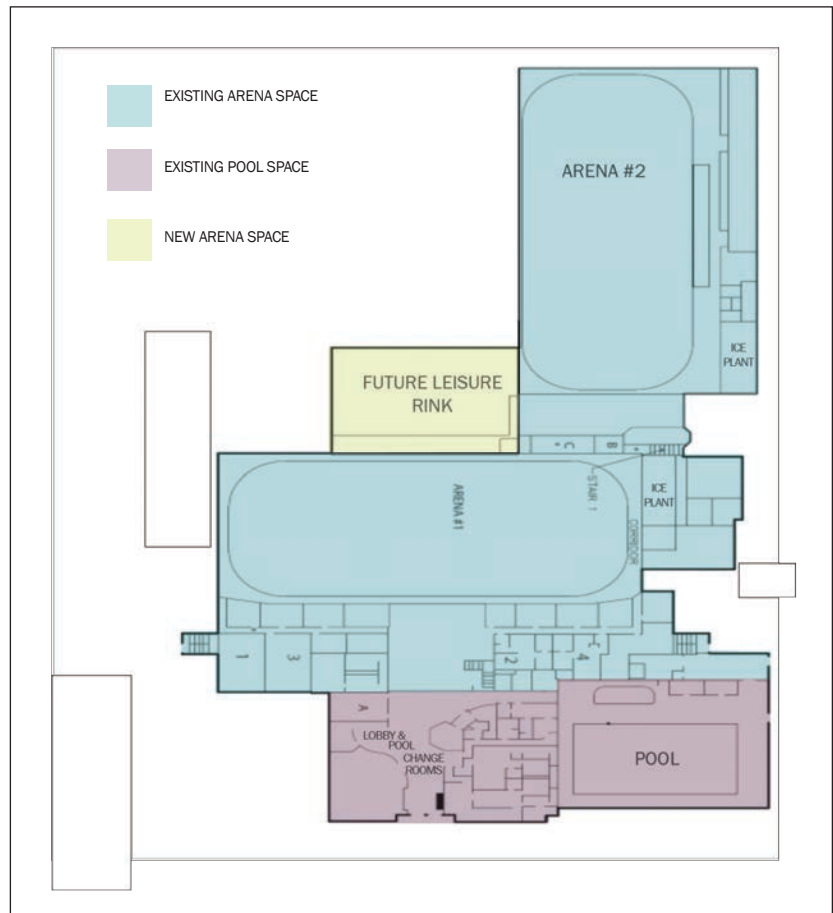 EXISTING ARENA SPACE
EXISTING POOL SPACE
NEW ARENA SPACE
ARENA #2
ICE
PLANT
FUTURE LEISURE
RINK
C
B
ARENA #1
STAIR 1
ICE
PLANT
CORRIDOR
1
3
2
4
A
LOBBY &
POOL
CHANGE
ROOMS
POOL